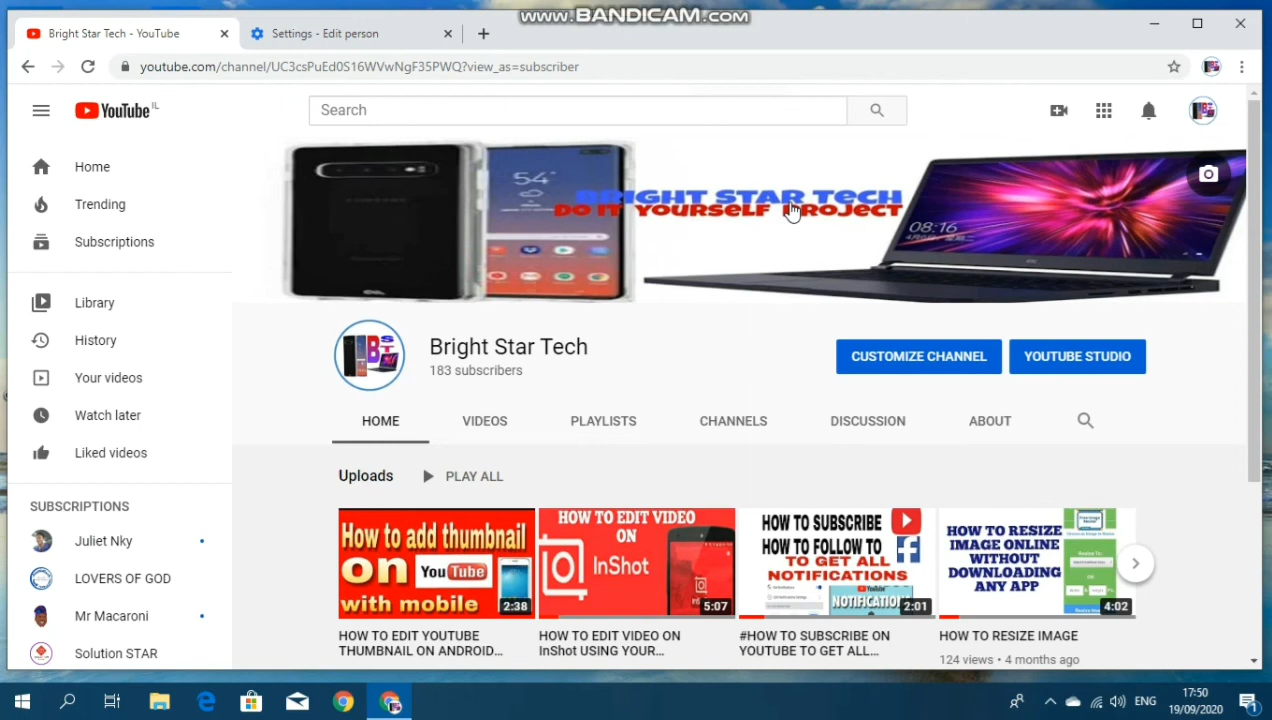 www.BANDICAM.com
Bright Star Tech - YouTube
Settings - Edit person
youtube.com/channel/UC3csPuEd0S16WVwNgF35PWQ?view_as=subscriber
YouTube IL
Search
Home
Trending
Subscriptions
Library
History
Your videos
Watch later
Liked videos
SUBSCRIPTIONS
Juliet Nky
LOVERS OF GOD
Mr Macaroni
Solution STAR
54°
BRIGHT STAR TECH
DO IT YOURSELF PROJECT
08:16
Bright Star Tech
183 subscribers
CUSTOMIZE CHANNEL
YOUTUBE STUDIO
HOME
VIDEOS
PLAYLISTS
CHANNELS
DISCUSSION
ABOUT
Uploads
PLAY ALL
How to add thumbnail
on YouTube
with mobile
2:38
HOW TO EDIT YOUTUBE
THUMBNAIL ON ANDROID...
HOW TO EDIT VIDEO
ON
InShot
5:07
HOW TO EDIT VIDEO ON
InShot USING YOUR...
HOW TO SUBSCRIBE
HOW TO FOLLOW TO
TO GET ALL
NOTIFICATIONS
2:01
#HOW TO SUBSCRIBE ON
YOUTUBE TO GET ALL...
HOW TO RESIZE
IMAGE ONLINE
WITHOUT
DOWNLOADING
ANY APP
4:02
HOW TO RESIZE IMAGE
124 views • 4 months ago
ENG
17:50
19/09/2020